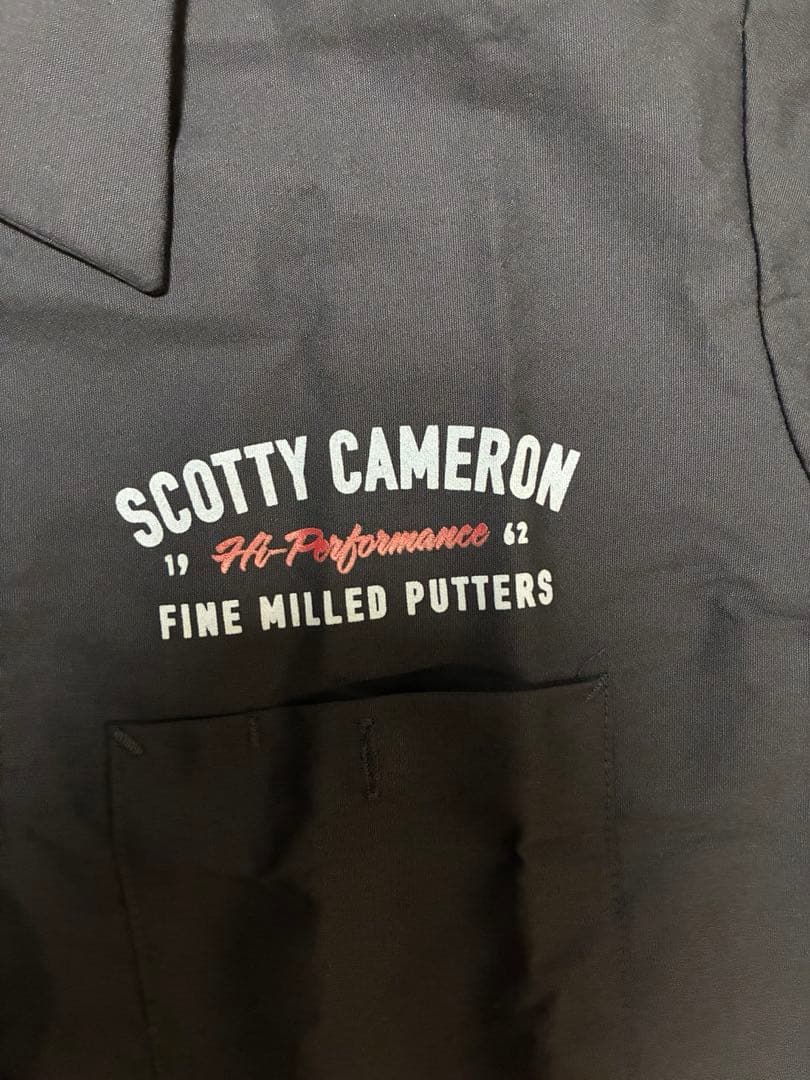 SCOTTY CAMERON
19 Hi-Performance 62
FINE MILLED PUTTERS